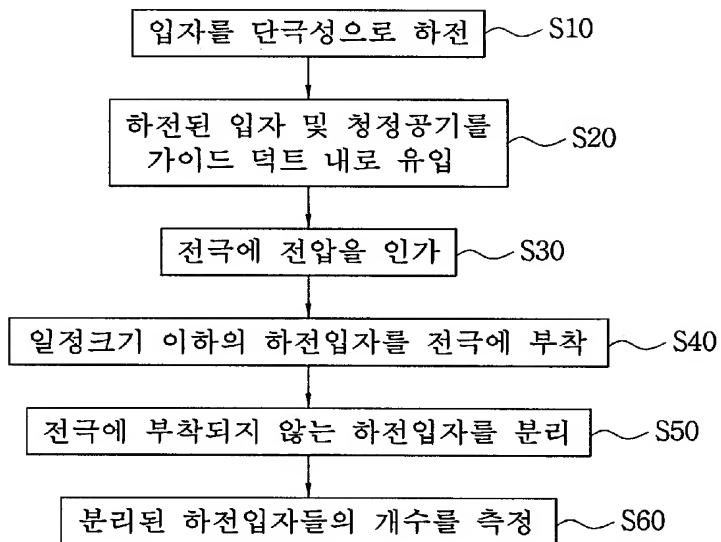 입자를 단극성으로 하전
S10
하전된 입자 및 청정공기를
가이드 덕트 내로 유입
S20
전극에 전압을 인가
S30
일정크기 이하의 하전입자를 전극에 부착
S40
전극에 부착되지 않는 하전입자를 분리
S50
분리된 하전입자들의 개수를 측정
S60